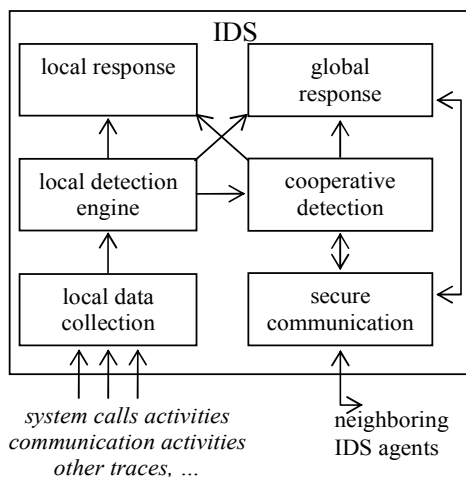 IDS
local response
global
response
local detection
engine
cooperative
detection
local data
collection
secure
communication
system calls activities
communication activities
other traces, ...
neighboring
IDS agents